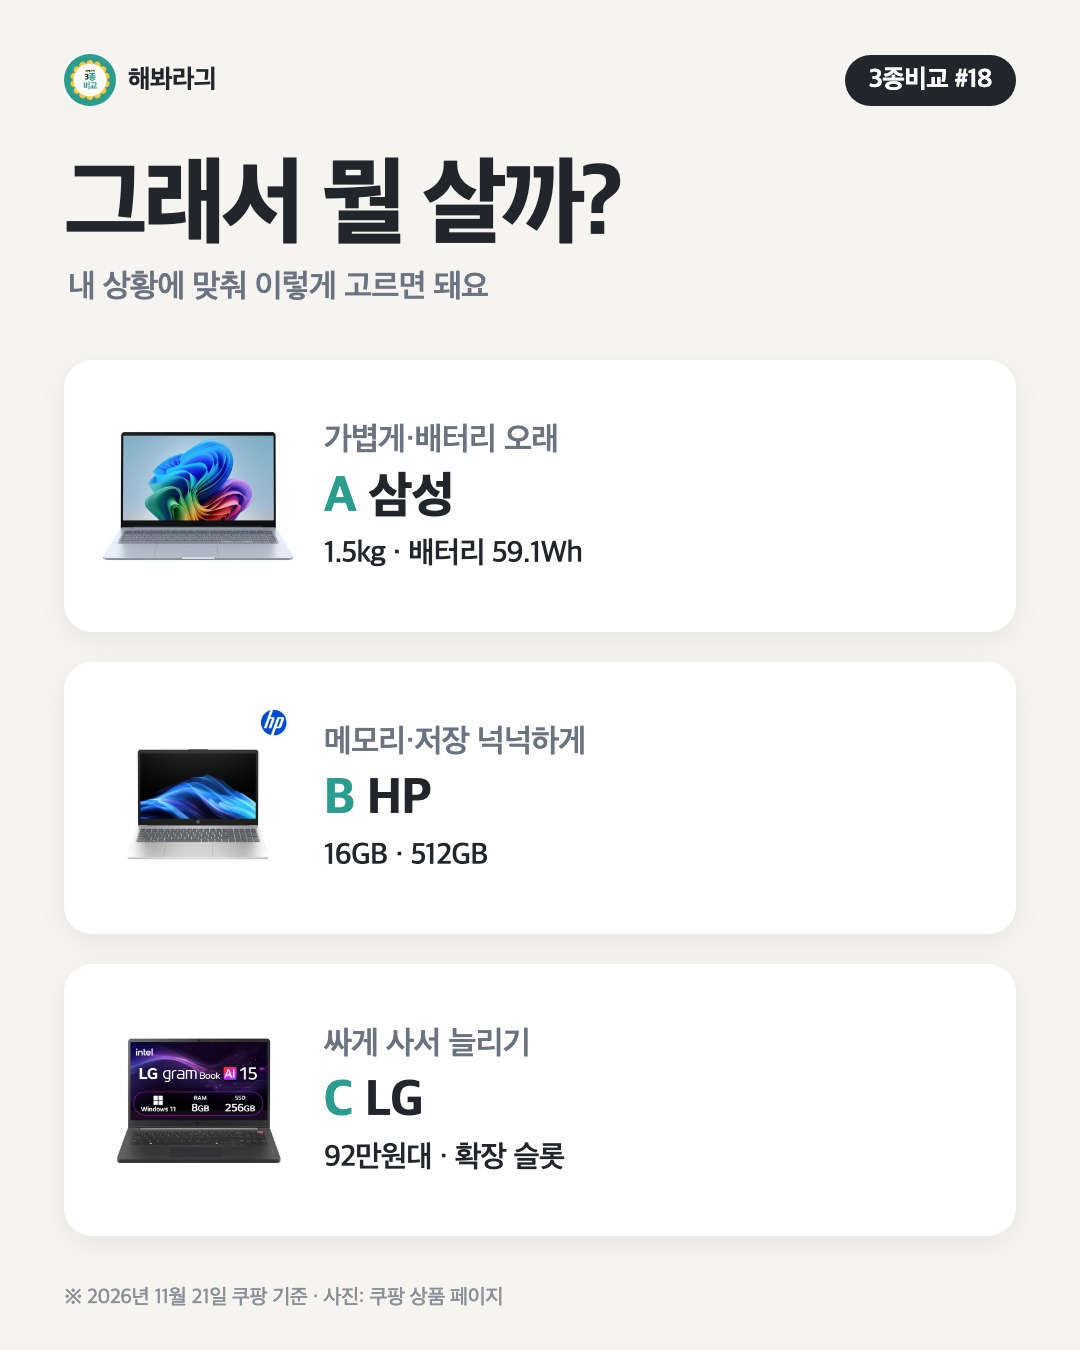 3종
비교
해봐라긔
3종비교 #18
그래서 뭘 살까?
내 상황에 맞춰 이렇게 고르면 돼요
가볍게·배터리 오래
A 삼성
1.5kg · 배터리 59.1Wh
hp
메모리·저장 넉넉하게
B HP
16GB · 512GB
intel
LG gram Book AI 15
Windows 11
RAM
8GB
SSD
256GB
싸게 사서 늘리기
C LG
92만원대 · 확장 슬롯
※ 2026년 11월 21일 쿠팡 기준 · 사진: 쿠팡 상품 페이지